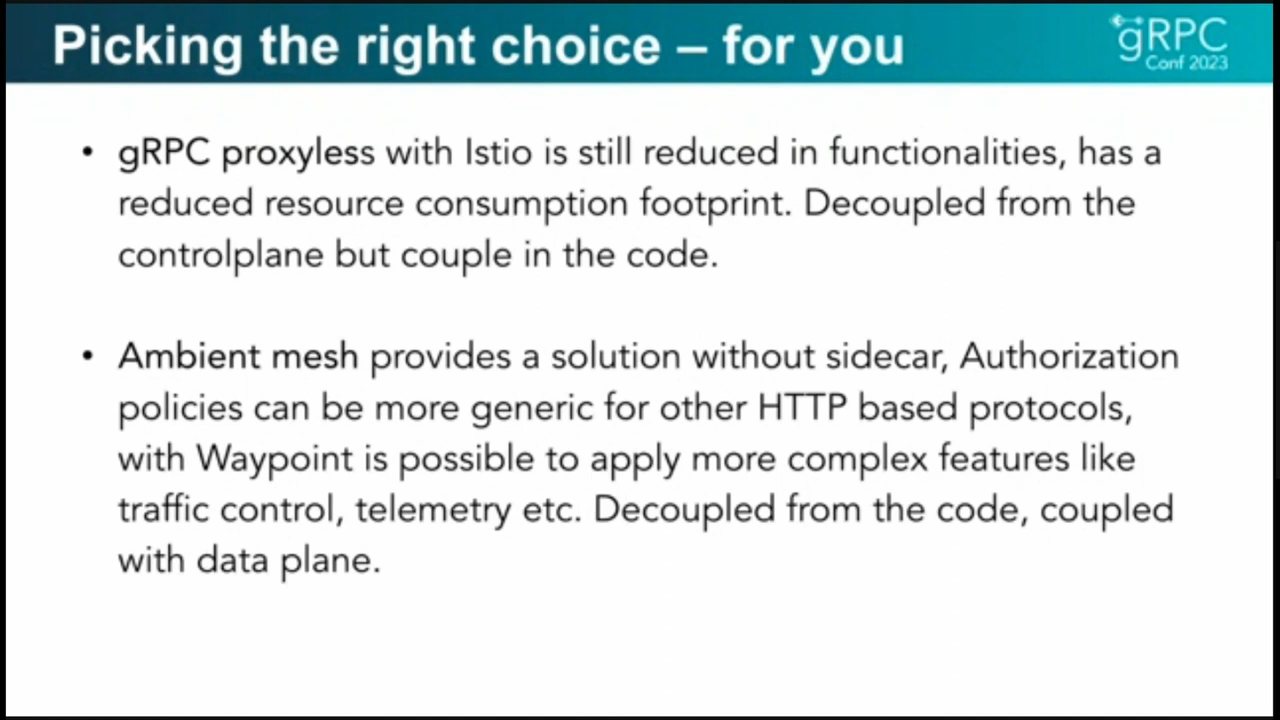 Picking the right choice – for you
gRPC
Conf 2023
• gRPC proxyless with Istio is still reduced in functionalities, has a
reduced resource consumption footprint. Decoupled from the
controlplane but couple in the code.
• Ambient mesh provides a solution without sidecar, Authorization
policies can be more generic for other HTTP based protocols,
with Waypoint is possible to apply more complex features like
traffic control, telemetry etc. Decoupled from the code, coupled
with data plane.